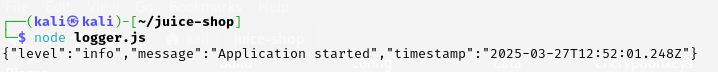 ┌──(kali㉿kali)-[~/juice-shop]
└─$ node logger.js
{"level":"info","message":"Application started","timestamp":"2025-03-27T12:52:01.248Z"}